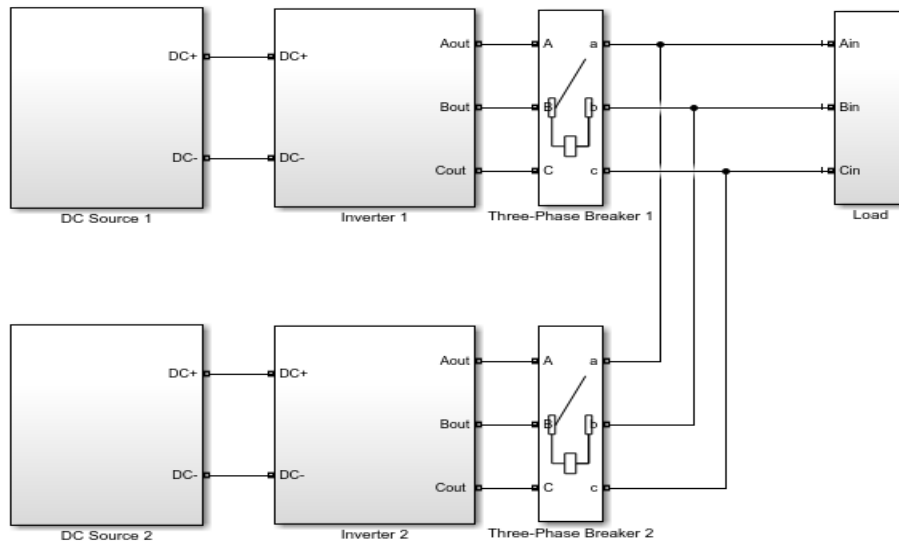 DC+ DC+ Aout A a Ain
Bout B b Bin
DC- DC- Cout C c Cin
DC Source 1 Inverter 1 Three-Phase Breaker 1 Load
DC+ DC+ Aout A a
Bout B b
DC- DC- Cout C c
DC Source 2 Inverter 2 Three-Phase Breaker 2